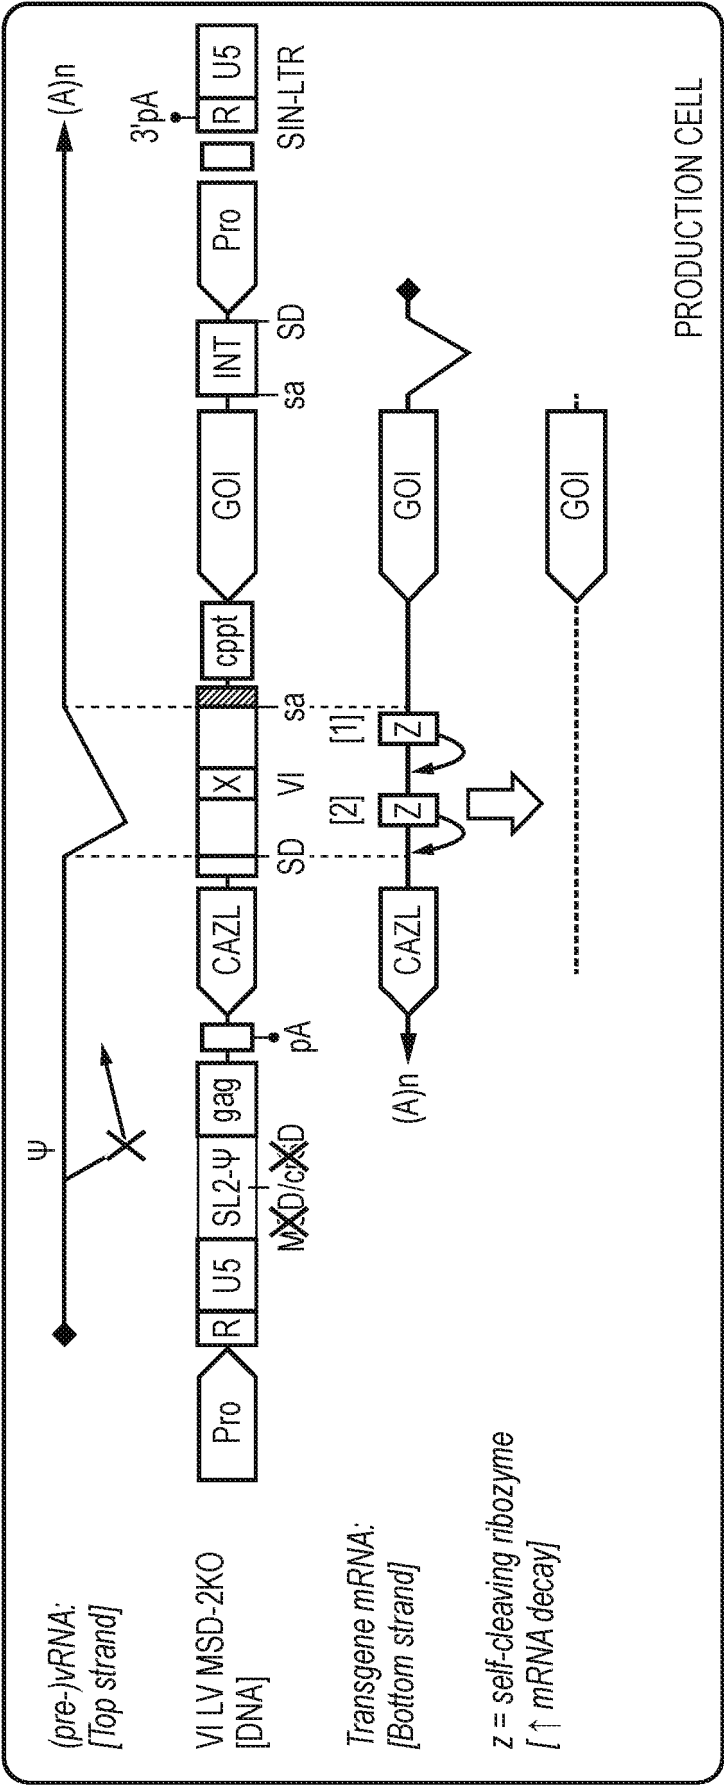 (pre-)vRNA:
[Top strand]
Ψ
(A)n
VI LV MSD-2KO
[DNA]
Pro
R
U5
SL2-Ψ
gag
CAZL
X
cppt
GOI
INT
Pro
R
U5
3'pA
pA
SD
VI
sa
sa
SD
SIN-LTR
Transgene mRNA:
[Bottom strand]
(A)n
CAZL
[2]
Z
[1]
Z
GOI
z = self-cleaving ribozyme
[↑ mRNA decay]
GOI
PRODUCTION CELL